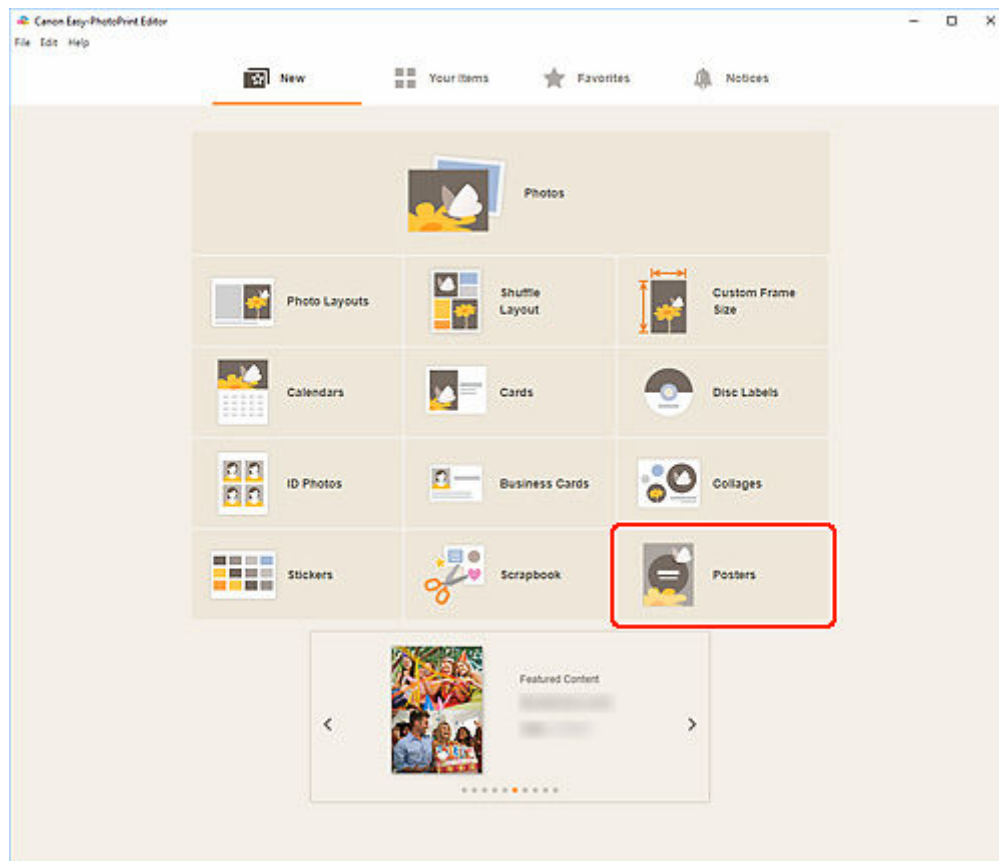 Canon Easy-PhotoPrint Editor
File Edit Help
New Your Items Favorites Notices
Photos
Photo Layouts
Shuffle
Layout
Custom Frame
Size
Calendars
Cards
Disc Labels
ID Photos
Business Cards
Collages
Stickers
Scrapbook
Posters
Featured Content